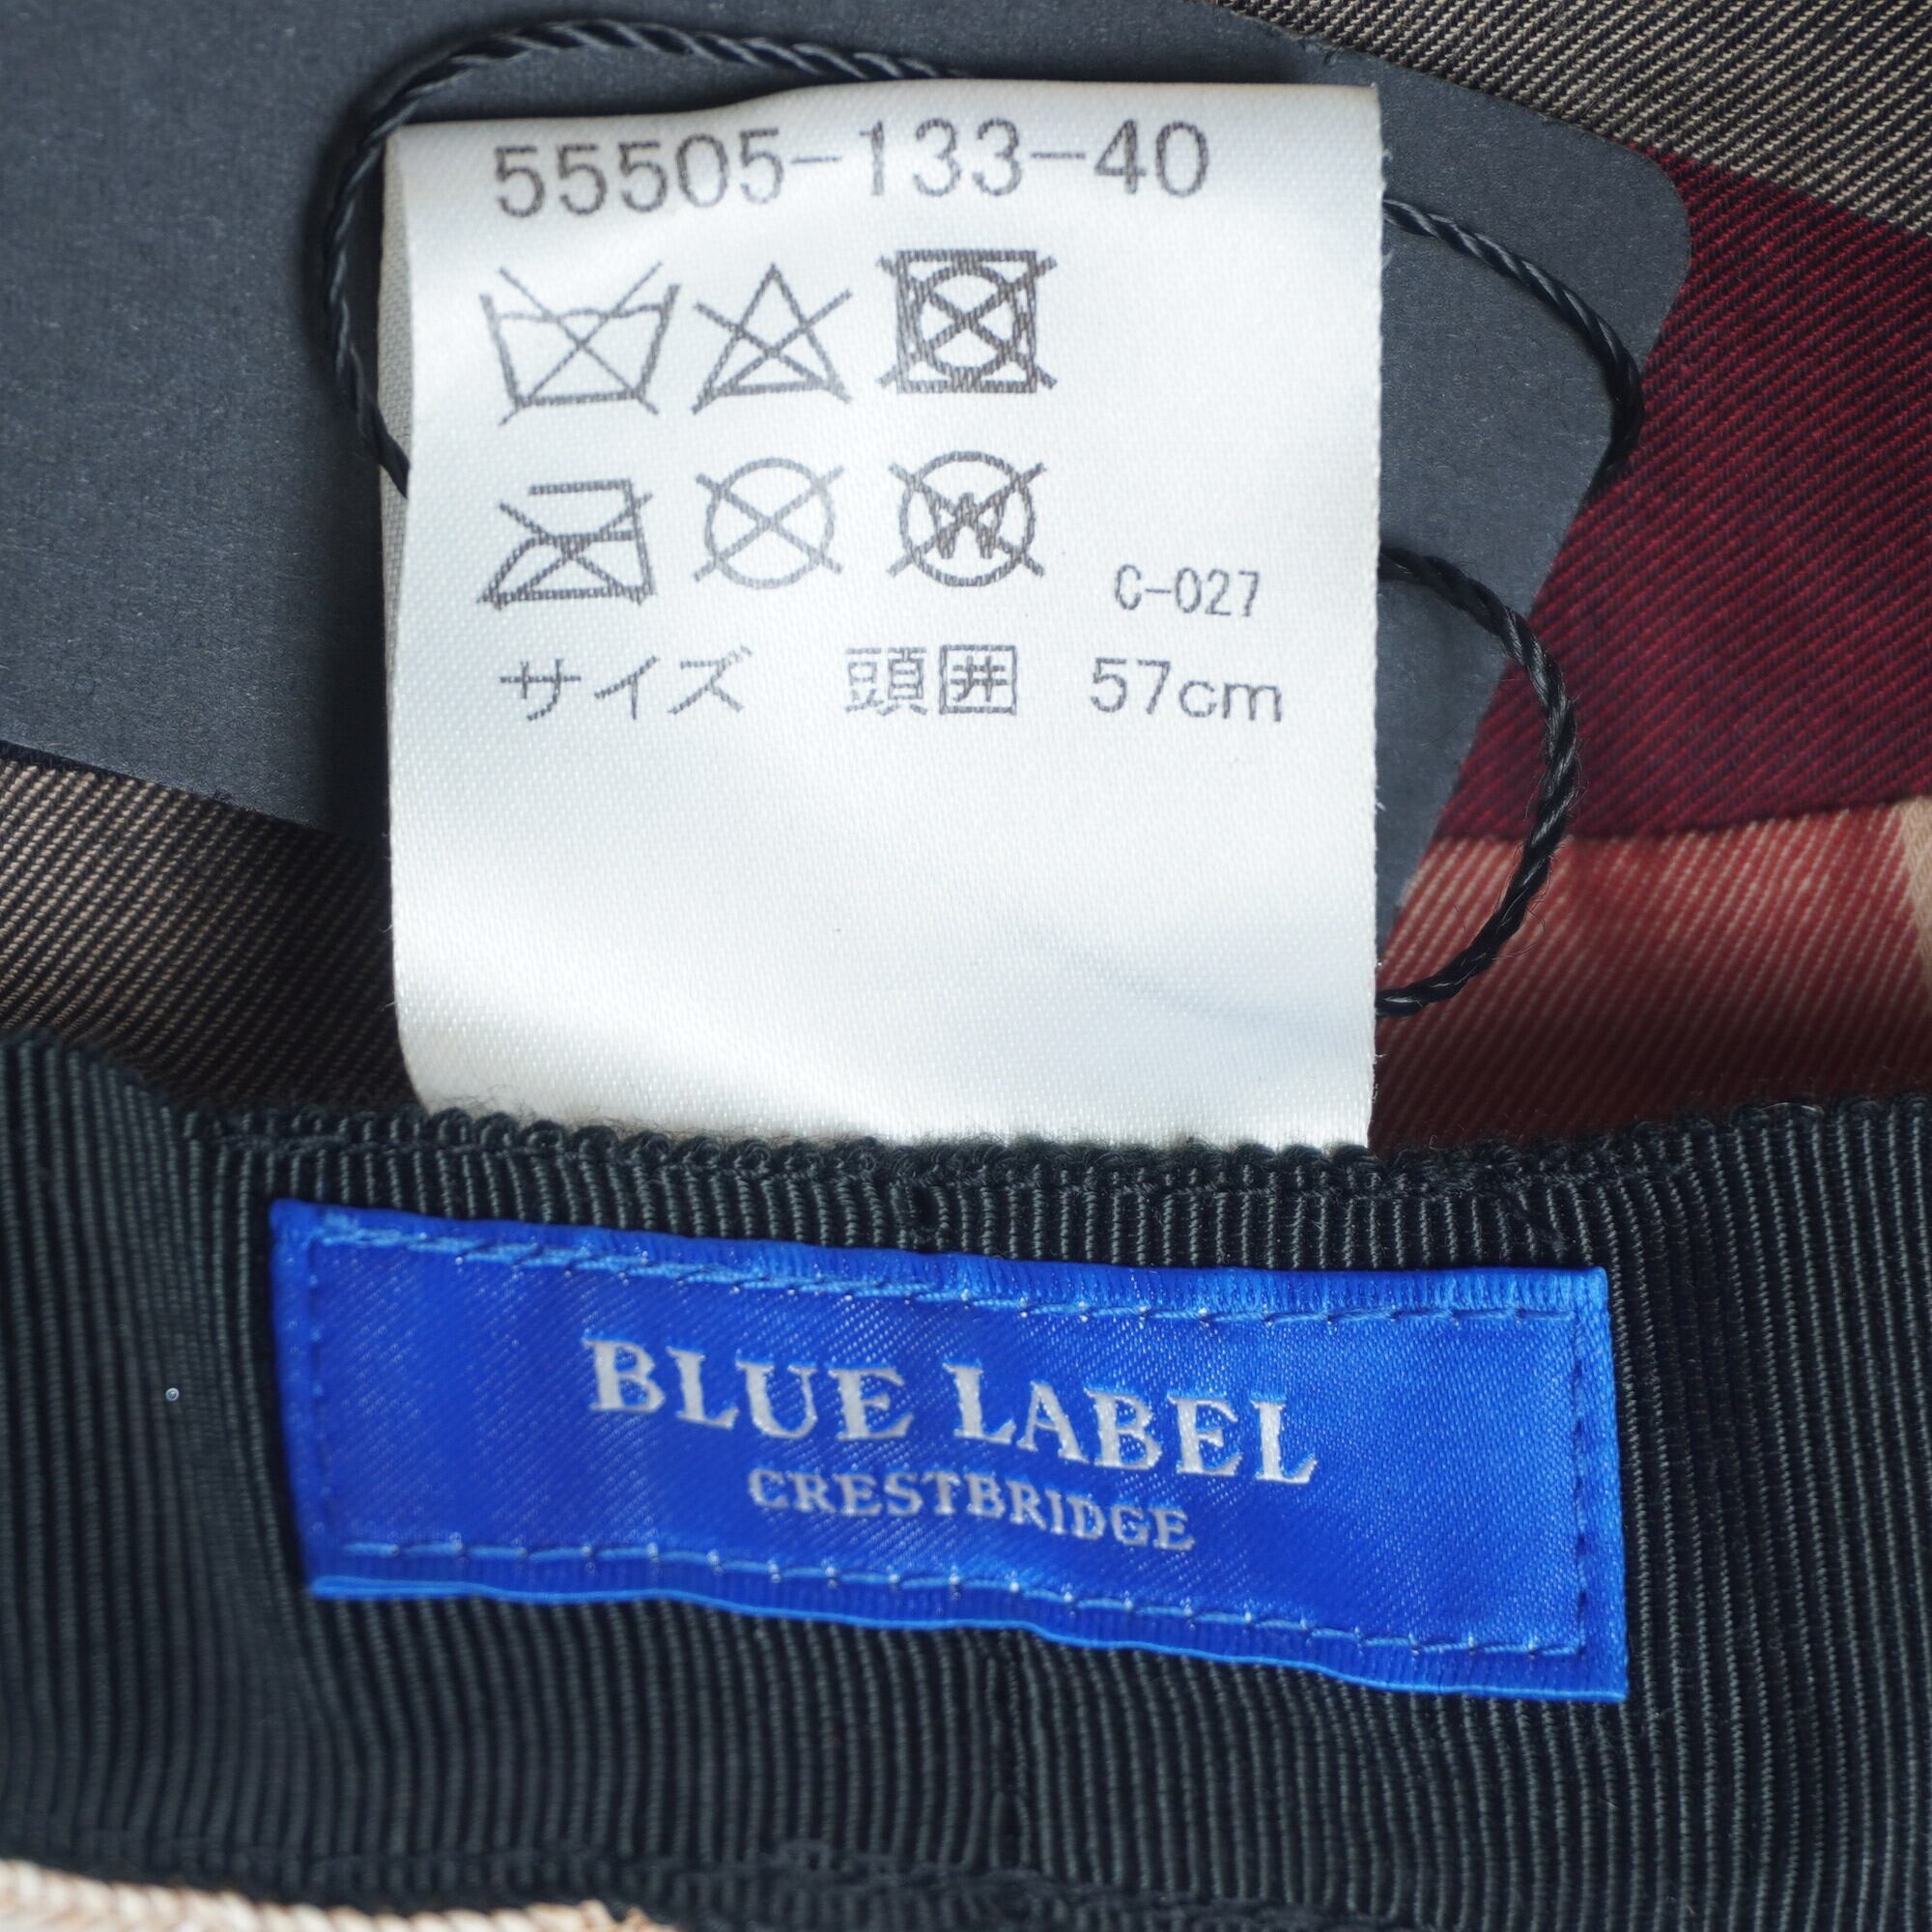 55505-133-40
W
C-027
サイズ 頭囲 57cm
BLUE LABEL
CRESTBRIDGE